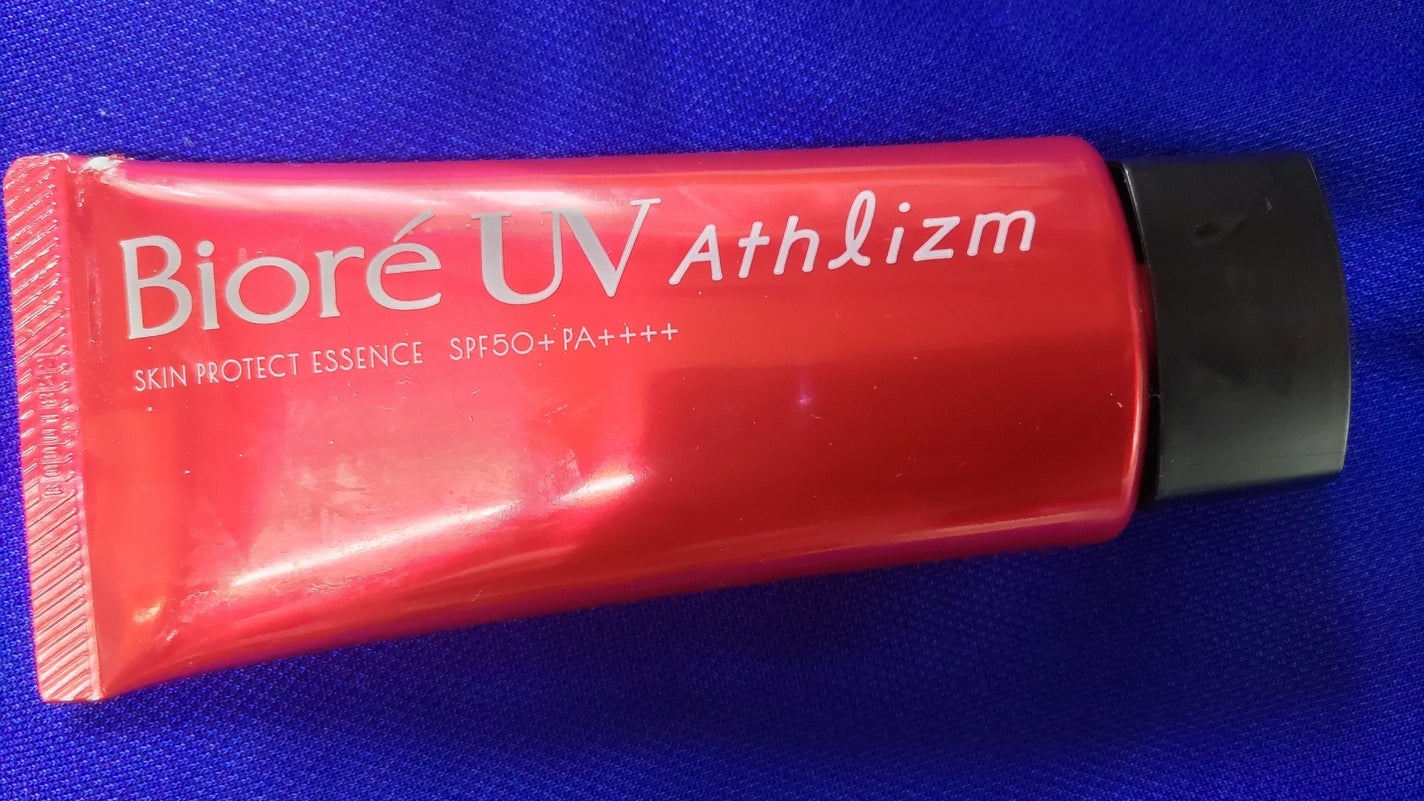 Bioré UV Athlizm
SKIN PROTECT ESSENCE SPF50+ PA++++